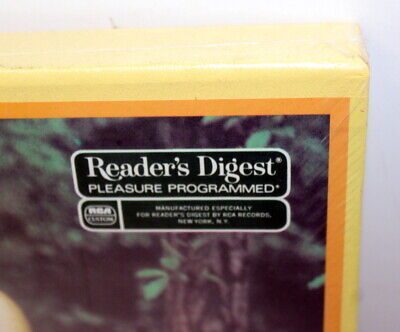 Reader's Digest®
PLEASURE PROGRAMMED®
RCA
CUSTOM
MANUFACTURED ESPECIALLY
FOR READER'S DIGEST BY RCA RECORDS,
NEW YORK, N.Y.